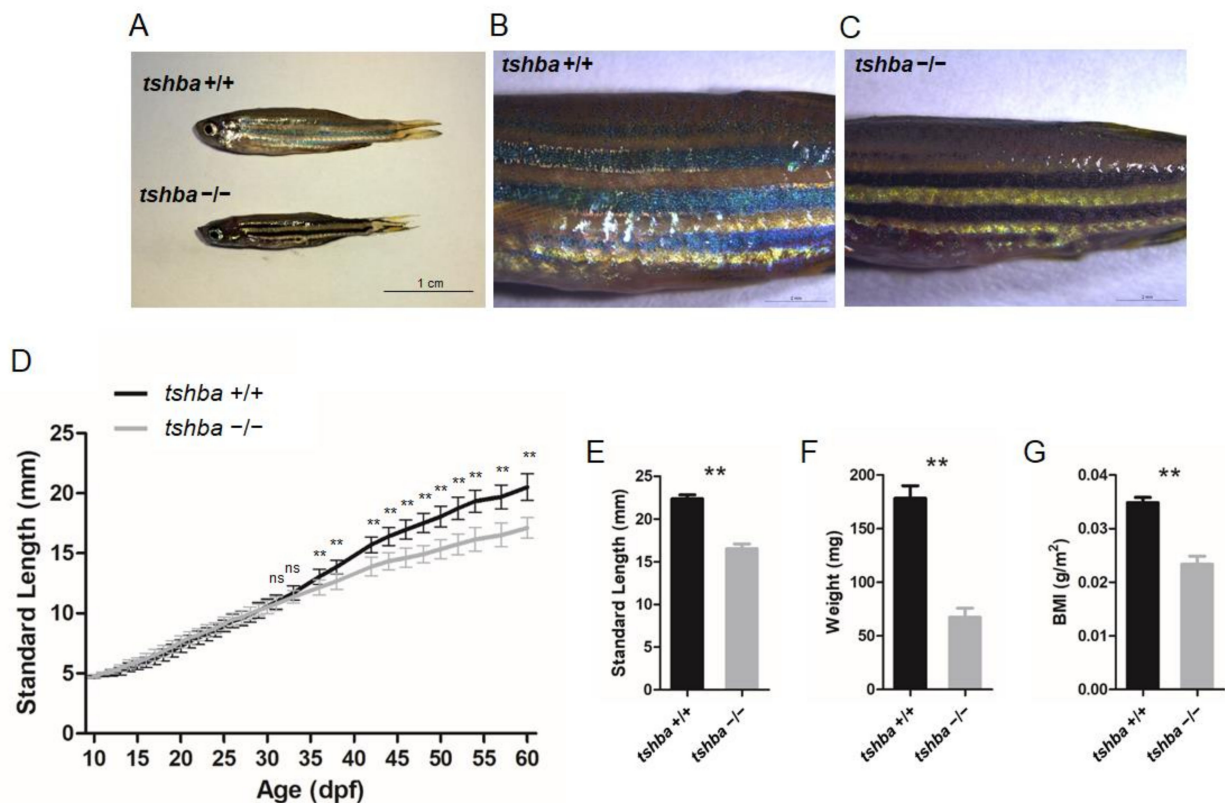 A
tshba +/+
tshba −/−
1 cm
B
tshba +/+
C
tshba −/−
2 mm
D
tshba +/+
tshba −/−
Standard Length (mm)
25
20
15
10
5
0
ns ns ** ** ** ** ** ** ** ** ** ** **
10 15 20 25 30 35 40 45 50 55 60
Age (dpf)
E
**
Standard Length (mm)
25
20
15
10
5
0
tshba +/+ tshba −/−
F
**
Weight (mg)
200
150
100
50
0
tshba +/+ tshba −/−
G
**
BMI (g/m²)
0.04
0.03
0.02
0.01
0.00
tshba +/+ tshba −/−